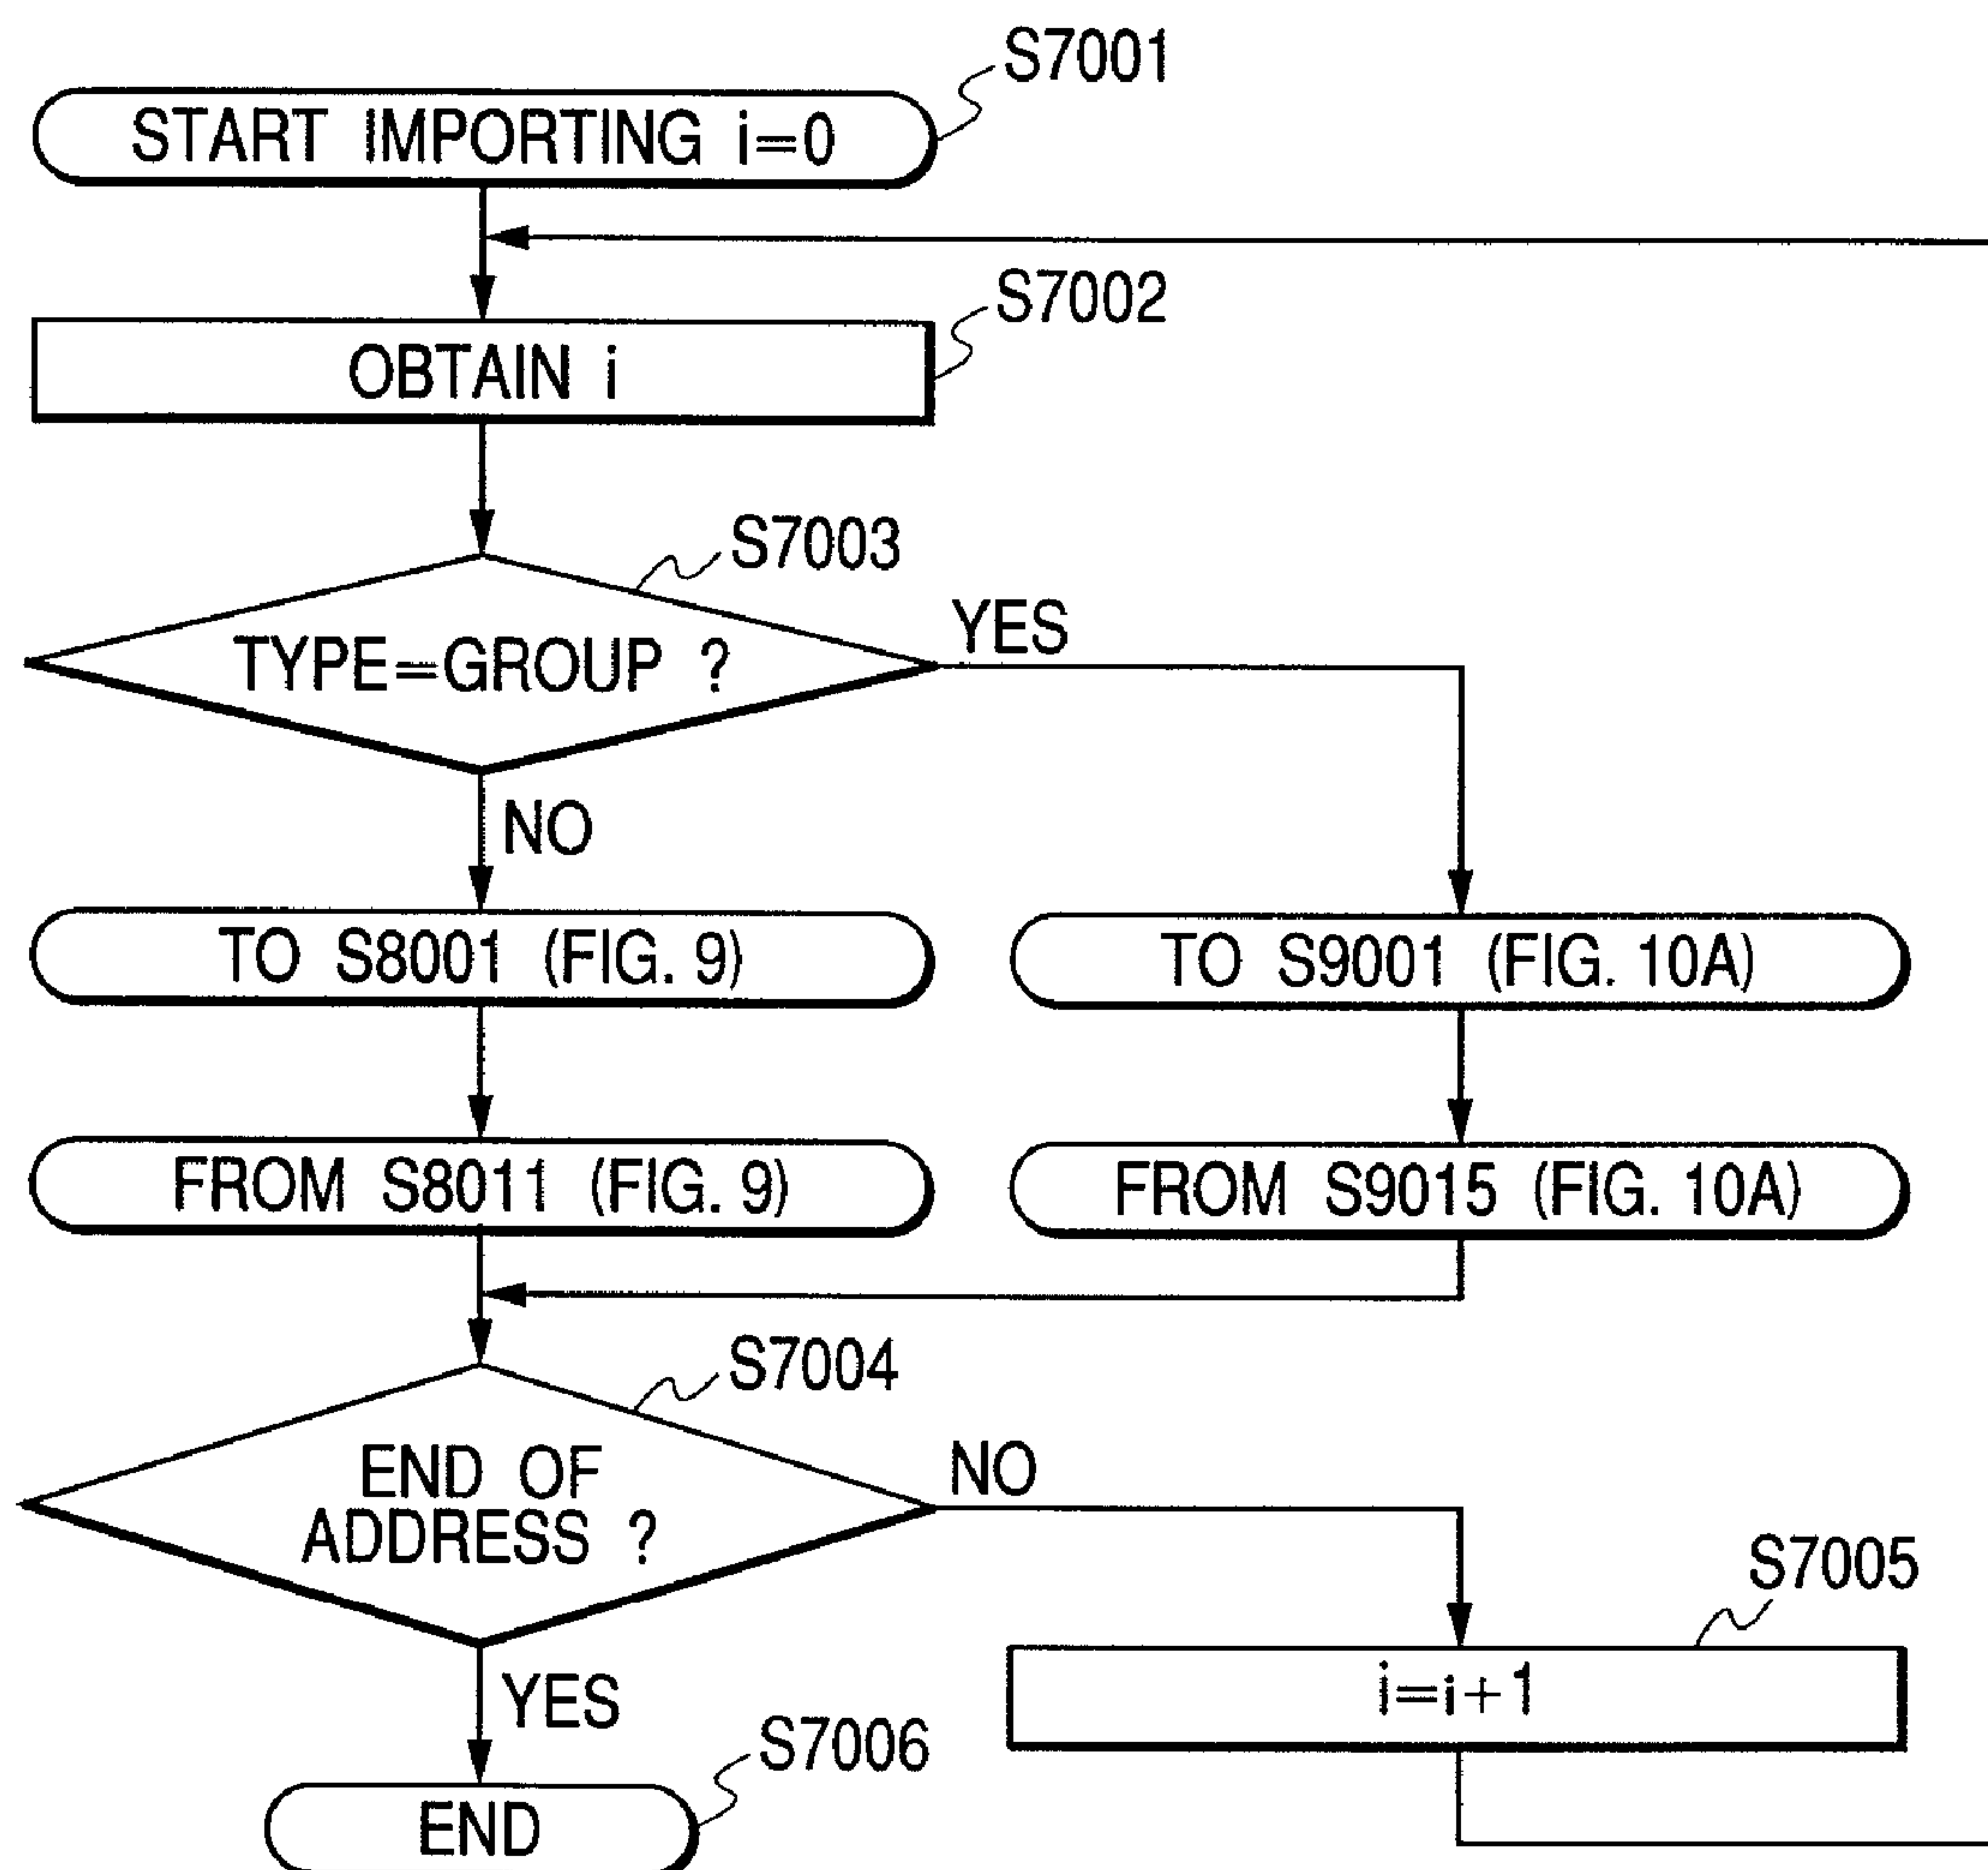 S7001
START IMPORTING i=0
S7002
OBTAIN i
S7003
TYPE=GROUP ?
YES
NO
TO S8001 (FIG. 9)
TO S9001 (FIG. 10A)
FROM S8011 (FIG. 9)
FROM S9015 (FIG. 10A)
S7004
END OF
ADDRESS ?
NO
S7005
i=i+1
YES
S7006
END